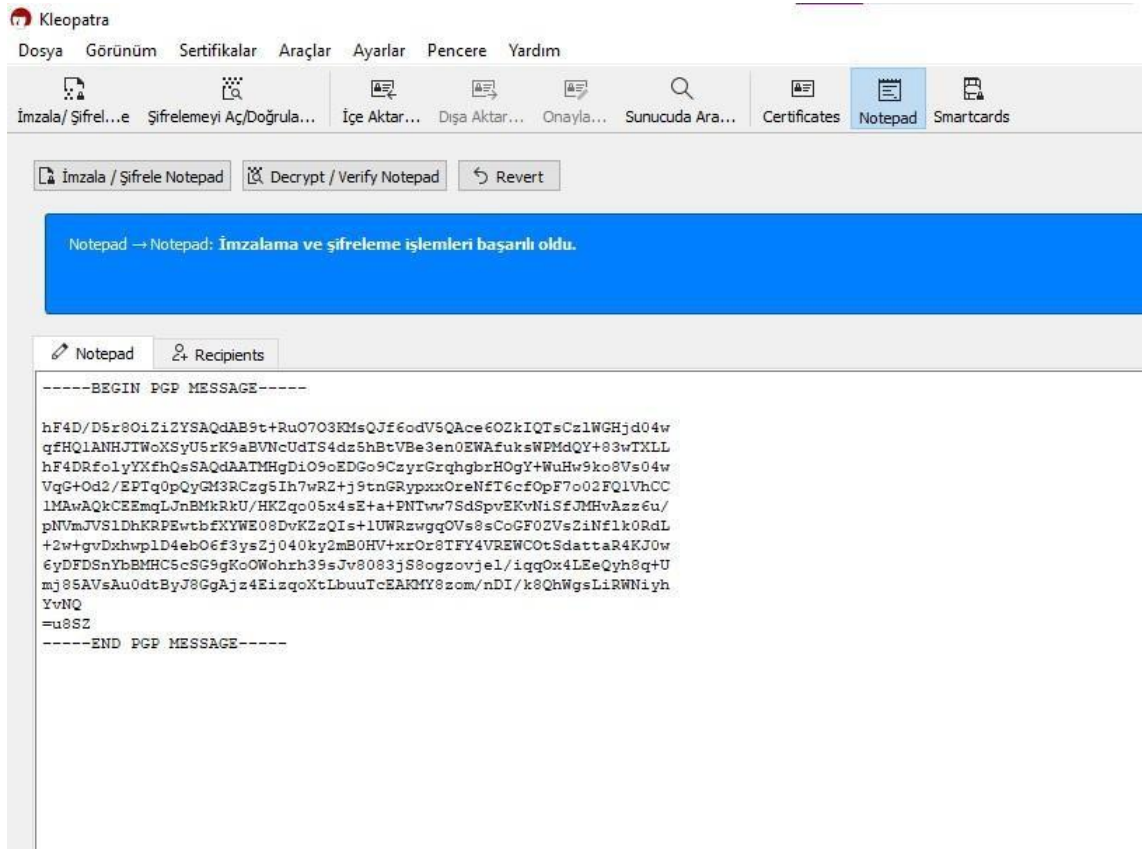 Kleopatra
Dosya Görünüm Sertifikalar Araçlar Ayarlar Pencere Yardım
İmzala/Şifrel...e Şifrelemeyi Aç/Doğrula... İçe Aktar... Dışa Aktar... Onayla... Sunucuda Ara... Certificates Notepad Smartcards
İmzala / Şifrele Notepad Decrypt / Verify Notepad Revert
Notepad → Notepad: İmzalama ve şifreleme işlemleri başarılı oldu.
Notepad Recipients
-----BEGIN PGP MESSAGE-----
hF4D/D5r8OiZiZYSAQdAB9t+RuO7O3KMsQJf6odV5QAce6OZkIQTsCzlWGHjd04w
qfHQlANHJTWoXSyU5rK9aBVNcUdTS4dz5hBtVBe3en0EWAfuksWPMdQY+83wTXLL
hF4DRfolyYXfhQsSAQdAATMHgDiO9oEDGo9CzyrGrqhgbrHOgY+WuHw9ko8Vs04w
VqG+Od2/EPTq0pQyGM3RCzg5Ih7wRZ+j9tnGRypxxOreNfT6cfOpF7o02FQlVhCC
1MAwAQkCEEmqLJnBMkRkU/HKZqo05x4sE+a+PNTww7SdSpvEKvNiSfJMHvAzz6u/
pNVmJVSlDhKRPEwtbfXYWE08DvKZzQIs+1UWRzwgqOVs8sCoGF0ZVsZiNflk0RdL
+2w+gvDxhwplD4ebO6f3ysZj040ky2mB0HV+xrOr8TFY4VREWCOtSdattaR4KJ0w
6yDFDSnYbBMHC5cSG9gKoOWohrh39sJv8083jS8ogzovjel/iqqOx4LEeQyh8q+U
mj85AVsAu0dtByJ8GgAjz4EizqoXtLbuuTcEAKMY8zom/nDI/k8QhWgsLiRWNiyh
YvNQ
=u8SZ
-----END PGP MESSAGE-----